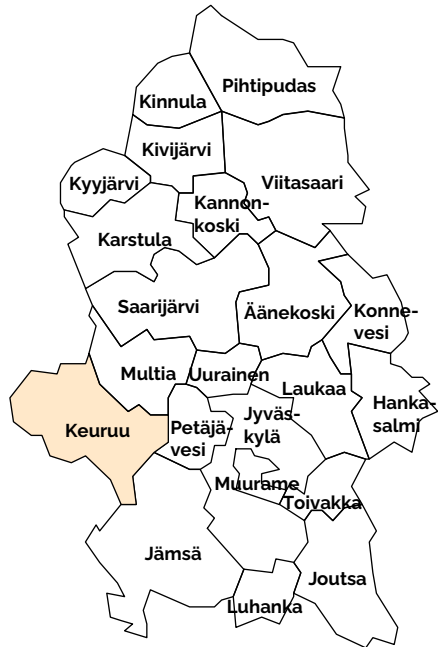 Pihtipudas
Kinnula
Kivijärvi
Kyyjärvi
Viitasaari
Kannon-
koski
Karstula
Saarijärvi
Äänekoski
Konne-
vesi
Multia
Uurainen
Laukaa
Hanka-
salmi
Keuruu
Petäjä-
vesi
Jyväs-
kylä
Muurame
Toivakka
Jämsä
Joutsa
Luhanka